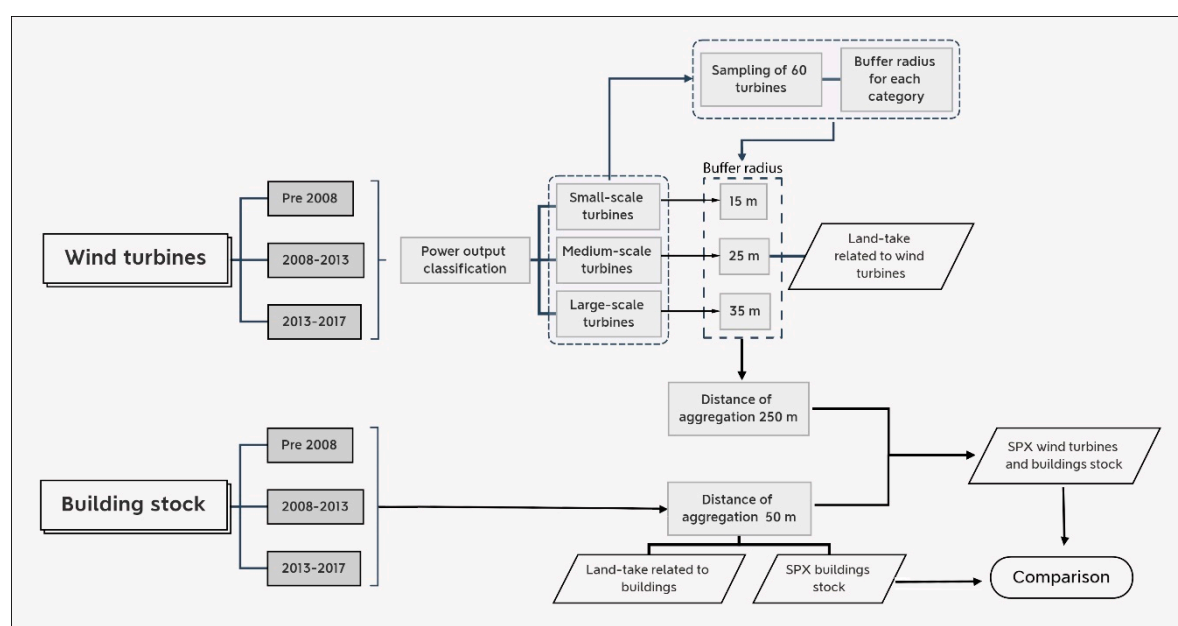 Sampling of 60
turbines
Buffer radius
for each
category
Buffer radius
Wind turbines
Pre 2008
2008-2013
2013-2017
Power output
classification
Small-scale
turbines
Medium-scale
turbines
Large-scale
turbines
15 m
25 m
35 m
Land-take
related to wind
turbines
Distance of
aggregation 250 m
Building stock
Pre 2008
2008-2013
2013-2017
Distance of
aggregation 50 m
Land-take related to
buildings
SPX buildings
stock
SPX wind turbines
and buildings stock
Comparison